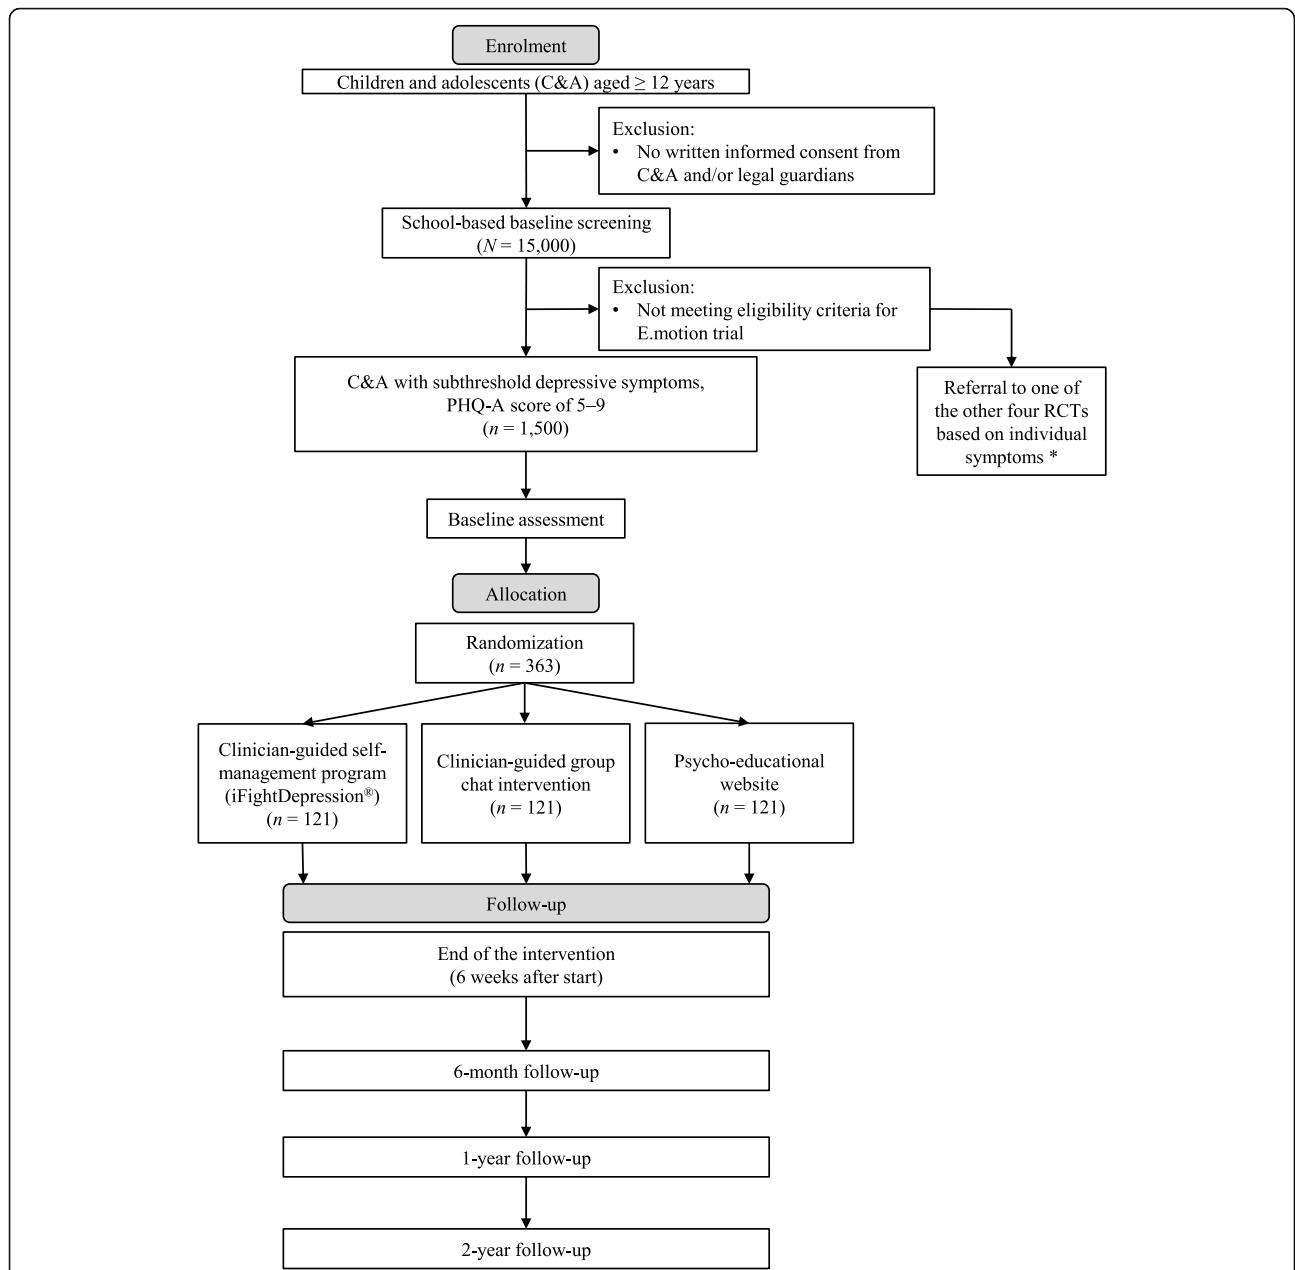 Enrolment
Children and adolescents (C&A) aged ≥ 12 years
Exclusion:
• No written informed consent from
C&A and/or legal guardians
School-based baseline screening
(N = 15,000)
Exclusion:
• Not meeting eligibility criteria for
E.motion trial
C&A with subthreshold depressive symptoms,
PHQ-A score of 5–9
(n = 1,500)
Referral to one of
the other four RCTs
based on individual
symptoms *
Baseline assessment
Allocation
Randomization
(n = 363)
Clinician-guided self-
management program
(iFightDepression®)
(n = 121)
Clinician-guided group
chat intervention
(n = 121)
Psycho-educational
website
(n = 121)
Follow-up
End of the intervention
(6 weeks after start)
6-month follow-up
1-year follow-up
2-year follow-up